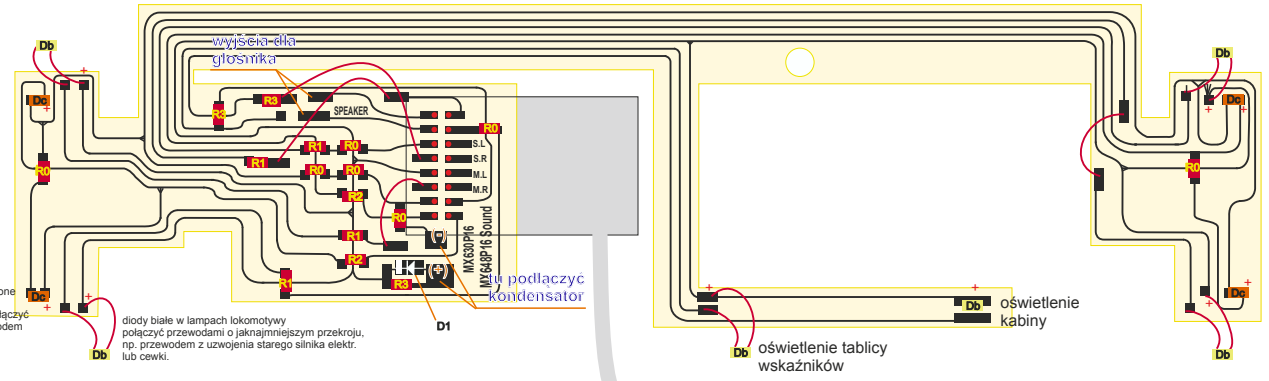 wyjścia dla
głośnika
Db
Db
Dc
Dc
R3
R3
SPEAKER
R0
R1
R0
S.L
R1
S.R
R0
R0
R0
R0
M.L
R2
M.R
R0
R1
(-)
R2
(+)
R1
R3
MX630P16
MX648P16 Sound
tu podłączyć
kondensator
D1
Dc
Dc
one
łączyć
odem
Db
diody białe w lampach lokomotywy
połączyć przewodami o jaknajmniejszym przekroju,
np. przewodem z uzwojenia starego silnika elektr.
lub cewki.
Db
oświetlenie
kabiny
Db
oświetlenie tablicy
wskaźników
Db